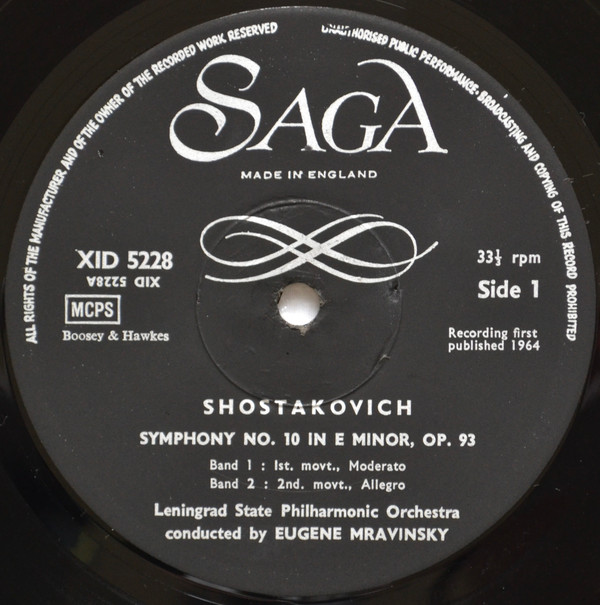 ALL RIGHTS OF THE MANUFACTURER AND OF THE OWNER OF THE RECORDED WORK RESERVED
UNAUTHORISED PUBLIC PERFORMANCE, BROADCASTING AND COPYING OF THIS RECORD PROHIBITED
SAGA
MADE IN ENGLAND
XID 5228
XID 5228A
MCPS
Boosey & Hawkes
33⅓ rpm
Side 1
Recording first
published 1964
SHOSTAKOVICH
SYMPHONY NO. 10 IN E MINOR, OP. 93
Band 1 : 1st. movt., Moderato
Band 2 : 2nd. movt., Allegro
Leningrad State Philharmonic Orchestra
conducted by EUGENE MRAVINSKY